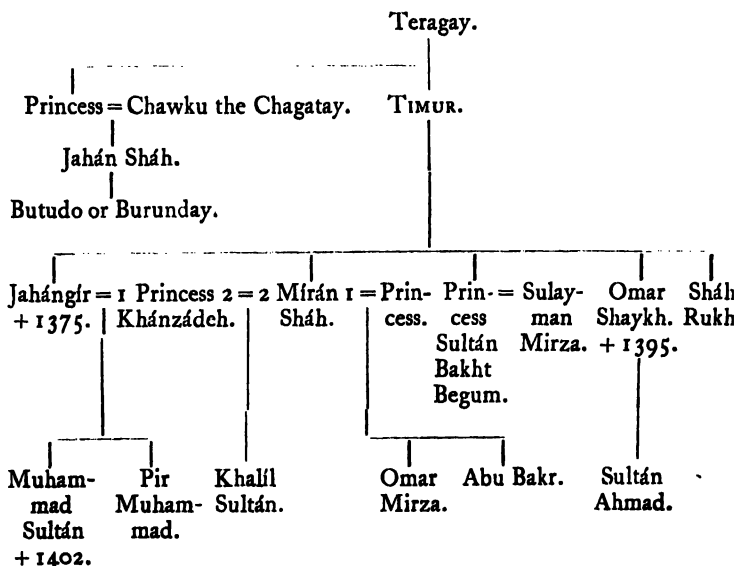 Teragay.
Princess = Chawku the Chagatay. TIMUR.
Jahán Sháh.
Butudo or Burunday.
Jahángír = 1 Princess 2 = 2 Mírán 1 = Prin- Prin- = Sulay- Omar Sháh
+ 1375. Khánzádeh. Sháh. cess. cess man Shaykh. Rukh
Sultán Mirza. + 1395.
Bakht
Begum.
Muham- Pir Khalíl Omar Abu Bakr. Sultán
mad Muham- Sultán. Mirza. Ahmad.
Sultán mad.
+ 1402.